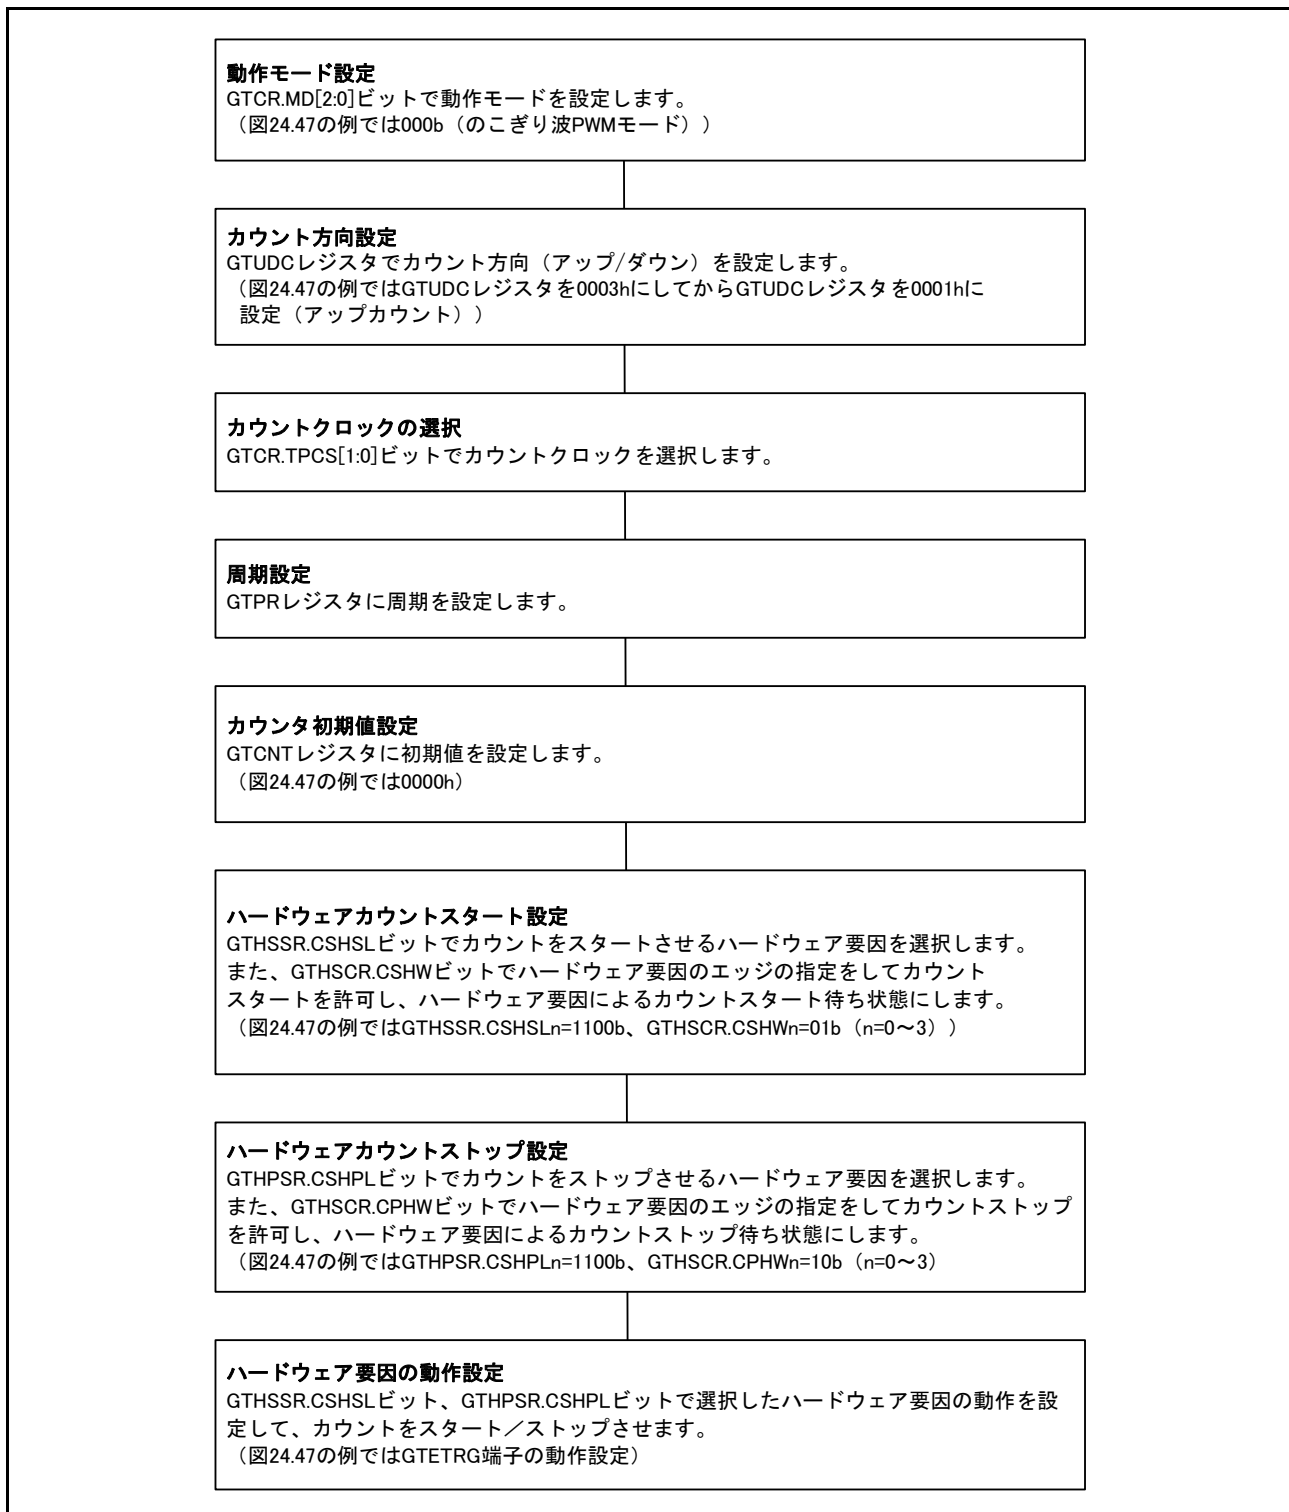 動作モード設定
GTCR.MD[2:0]ビットで動作モードを設定します。
（図24.47の例では000b（のこぎり波PWMモード））
カウント方向設定
GTUDCレジスタでカウント方向（アップ/ダウン）を設定します。
（図24.47の例ではGTUDCレジスタを0003hにしてからGTUDCレジスタを0001hに
設定（アップカウント））
カウントクロックの選択
GTCR.TPCS[1:0]ビットでカウントクロックを選択します。
周期設定
GTPRレジスタに周期を設定します。
カウンタ初期値設定
GTCNTレジスタに初期値を設定します。
（図24.47の例では0000h）
ハードウェアカウントスタート設定
GTHSSR.CSHSLビットでカウントをスタートさせるハードウェア要因を選択します。
また、GTHSCR.CSHWビットでハードウェア要因のエッジの指定をしてカウント
スタートを許可し、ハードウェア要因によるカウントスタート待ち状態にします。
（図24.47の例ではGTHSSR.CSHSLn=1100b、GTHSCR.CSHWn=01b（n=0～3））
ハードウェアカウントストップ設定
GTHPSR.CSHPLビットでカウントをストップさせるハードウェア要因を選択します。
また、GTHSCR.CPHWビットでハードウェア要因のエッジの指定をしてカウントストップ
を許可し、ハードウェア要因によるカウントストップ待ち状態にします。
（図24.47の例ではGTHPSR.CSHPLn=1100b、GTHSCR.CPHWn=10b（n=0～3）
ハードウェア要因の動作設定
GTHSSR.CSHSLビット、GTHPSR.CSHPLビットで選択したハードウェア要因の動作を設
定して、カウントをスタート／ストップさせます。
（図24.47の例ではGTETRG端子の動作設定）